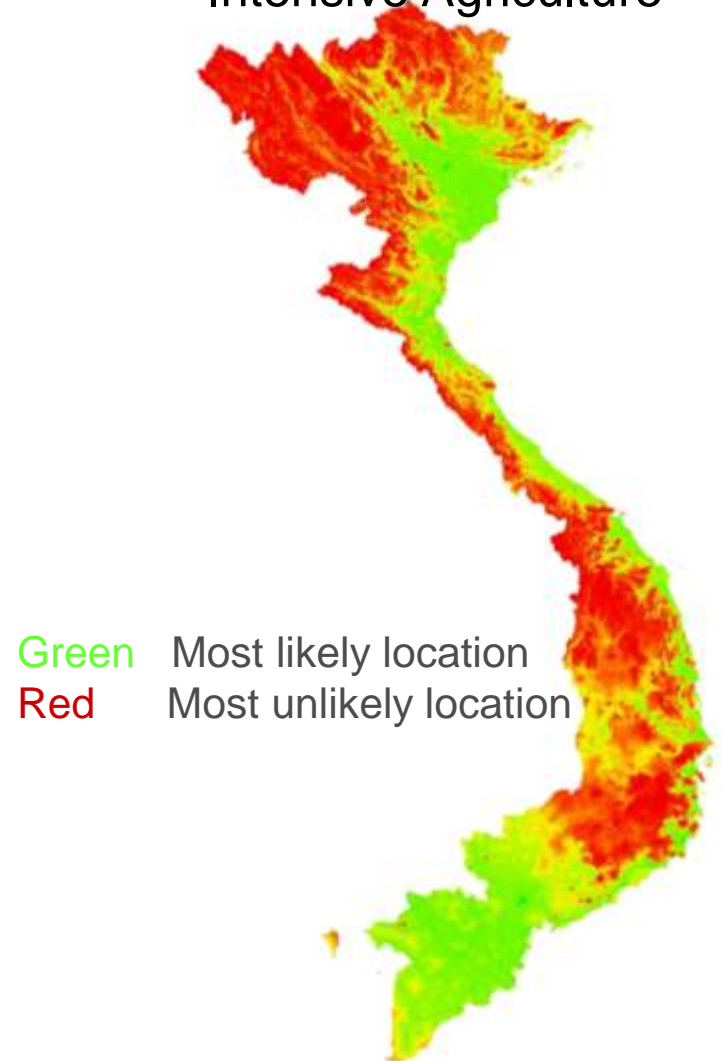 Intensive Agriculture
Green Most likely location
Red Most unlikely location